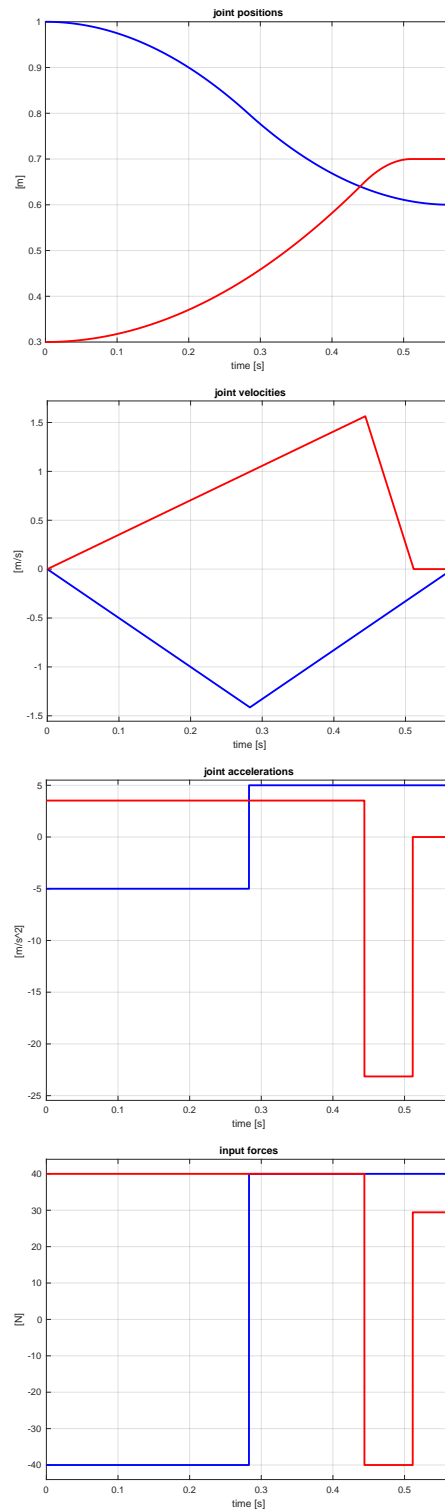 joint positions
1
0.9
0.8
0.7
0.6
0.5
0.4
0.3
[m]
0 0.1 0.2 0.3 0.4 0.5
time [s]
joint velocities
1.5
1
0.5
0
-0.5
-1
-1.5
[m/s]
0 0.1 0.2 0.3 0.4 0.5
time [s]
joint accelerations
5
0
-5
-10
-15
-20
-25
[m/s^2]
0 0.1 0.2 0.3 0.4 0.5
time [s]
input forces
40
30
20
10
0
-10
-20
-30
-40
[N]
0 0.1 0.2 0.3 0.4 0.5
time [s]